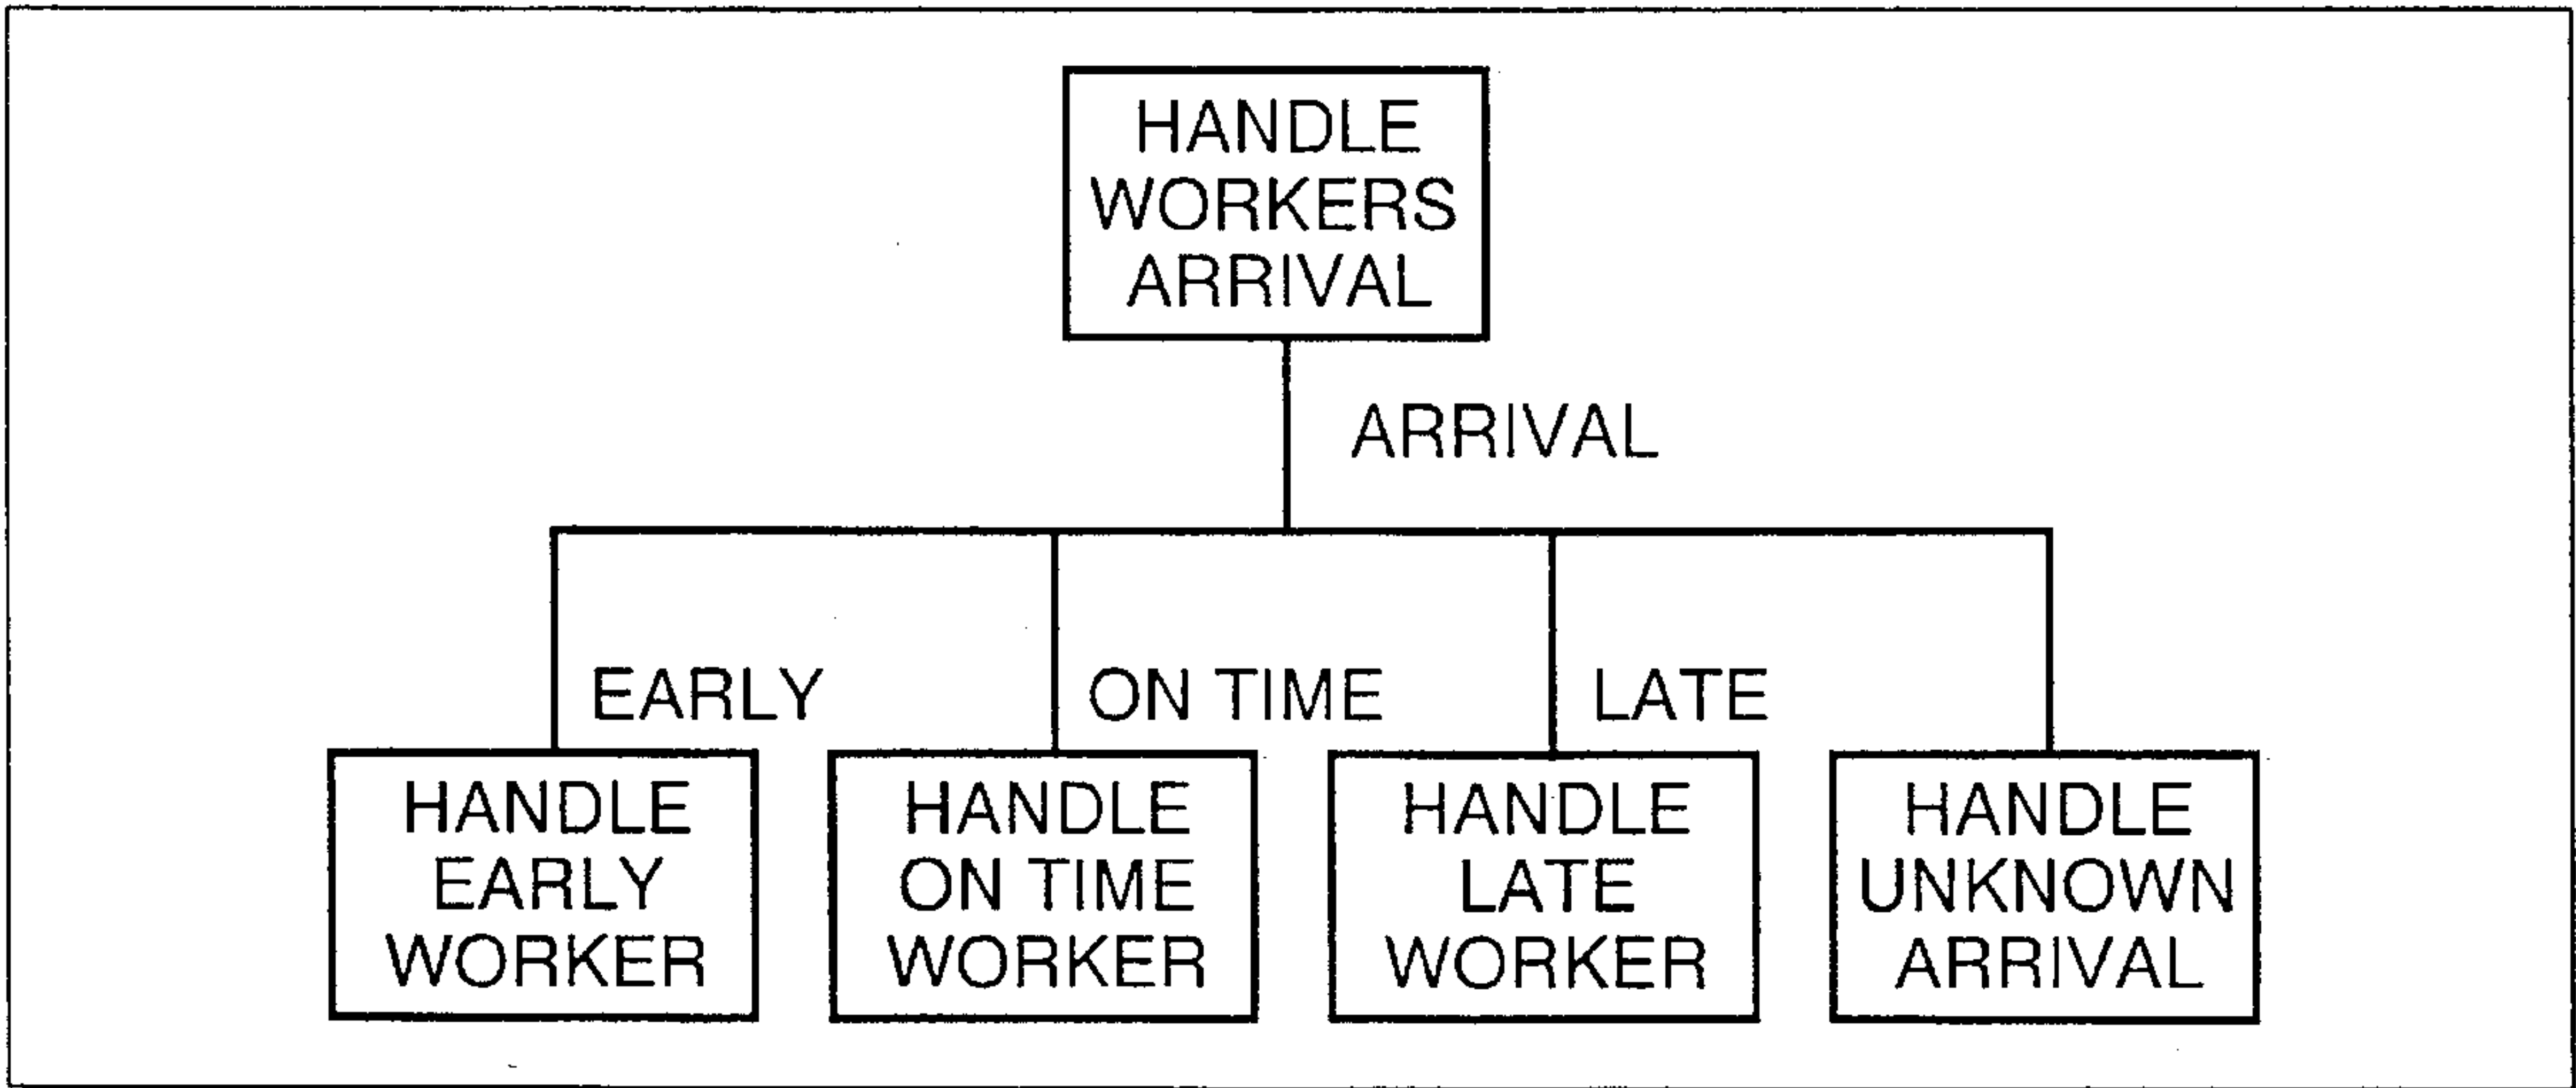 HANDLE
WORKERS
ARRIVAL
ARRIVAL
EARLY
ON TIME
LATE
HANDLE
EARLY
WORKER
HANDLE
ON TIME
WORKER
HANDLE
LATE
WORKER
HANDLE
UNKNOWN
ARRIVAL